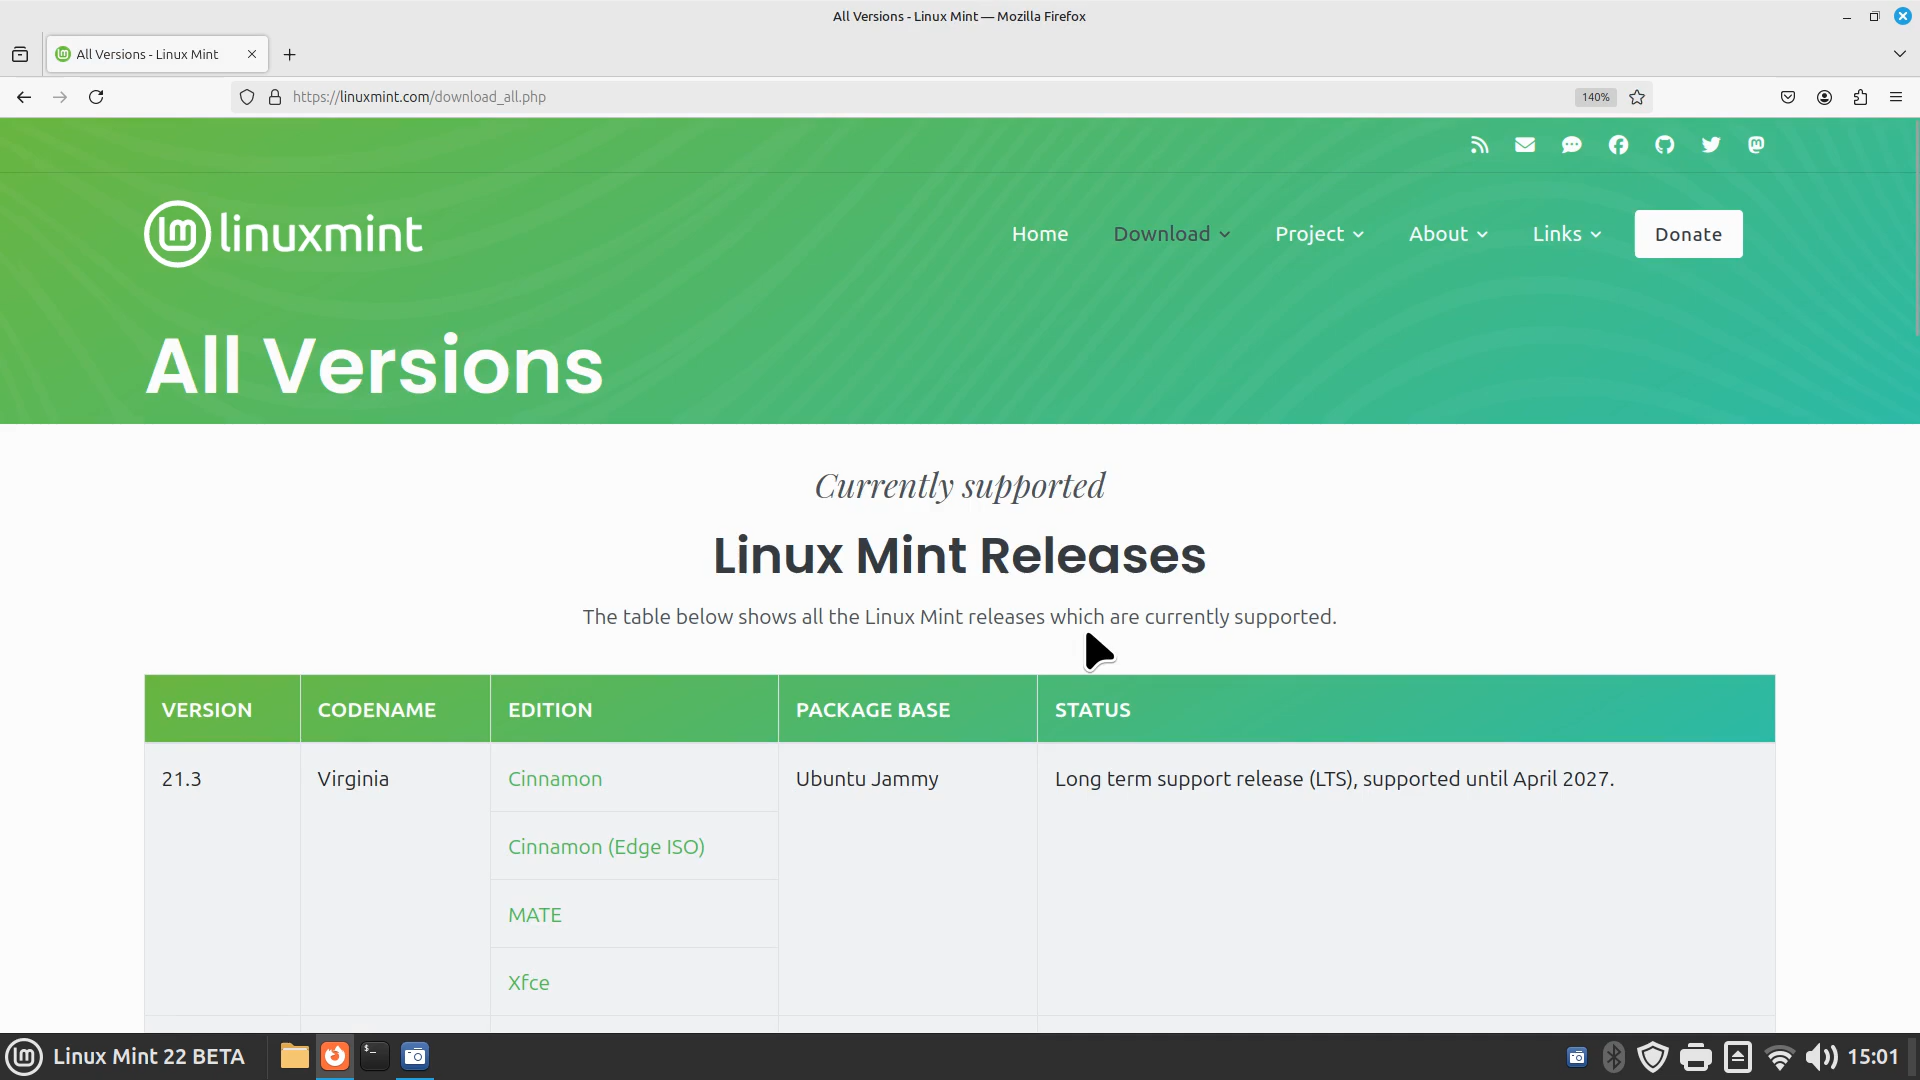 All Versions - Linux Mint — Mozilla Firefox
All Versions - Linux Mint
https://linuxmint.com/download_all.php
140%
linuxmint
Home Download Project About Links Donate
All Versions
Currently supported
Linux Mint Releases
The table below shows all the Linux Mint releases which are currently supported.
VERSION CODENAME EDITION PACKAGE BASE STATUS
21.3 Virginia Cinnamon Ubuntu Jammy Long term support release (LTS), supported until April 2027.
Cinnamon (Edge ISO)
MATE
Xfce
Linux Mint 22 BETA
15:01